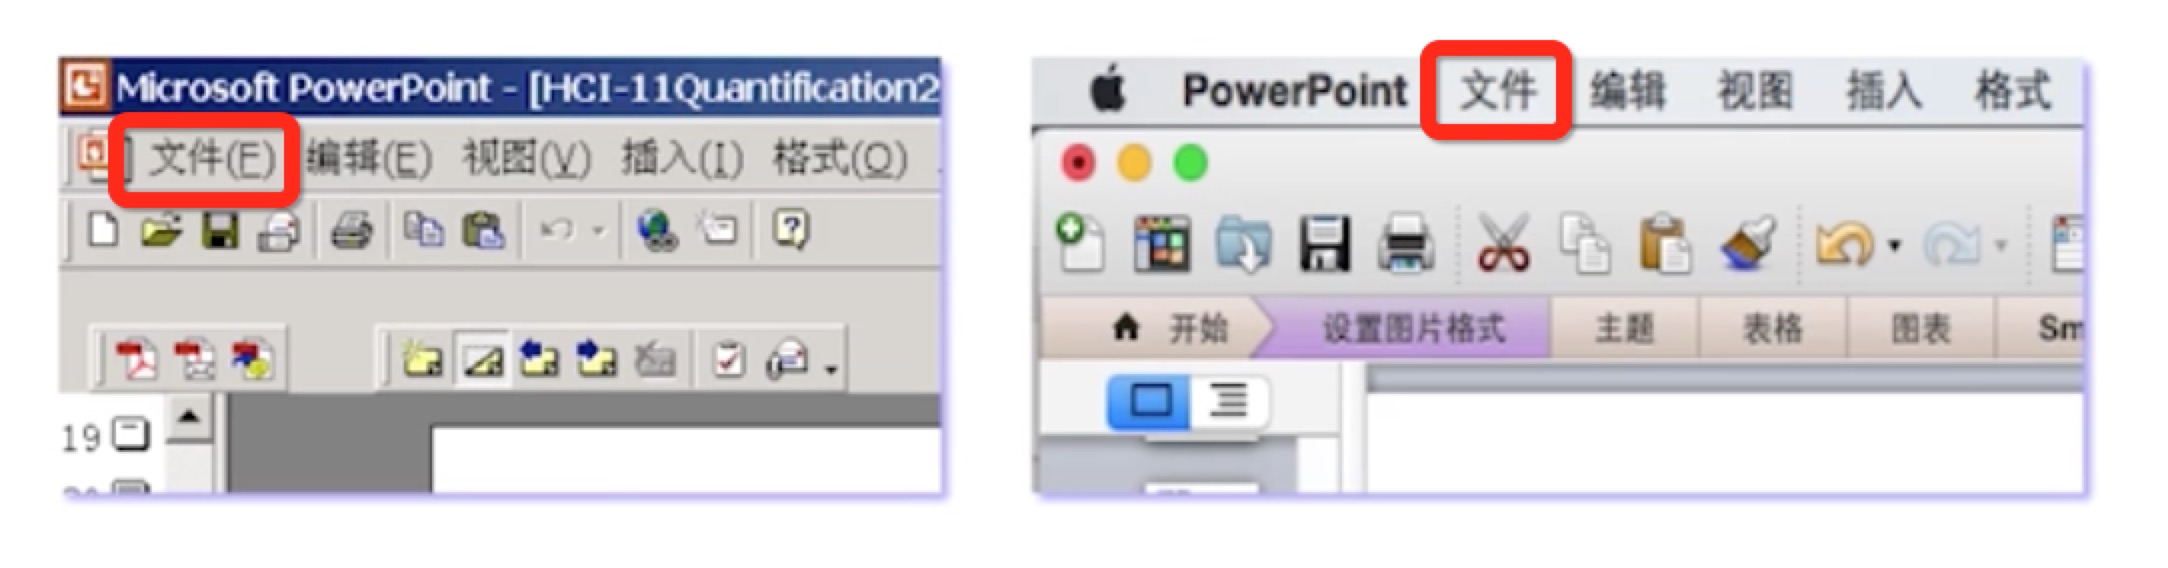 Microsoft PowerPoint - [HCI-11Quantification2
文件(F) 编辑(E) 视图(V) 插入(I) 格式(O)
19
PowerPoint 文件 编辑 视图 插入 格式
开始 设置图片格式 主题 表格 图表 Sm